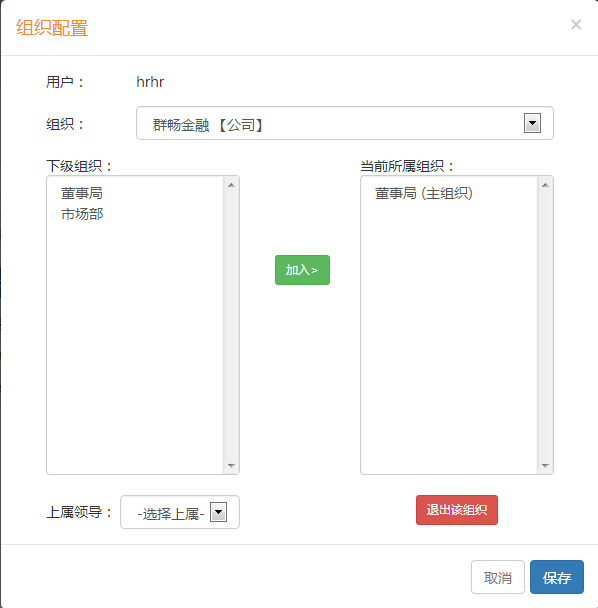 组织配置 ×
用户： hrhr
组织： 群畅金融 【公司】
下级组织： 当前所属组织：
董事局 董事局 (主组织)
市场部
加入>
上属领导： -选择上属- 退出该组织
取消 保存